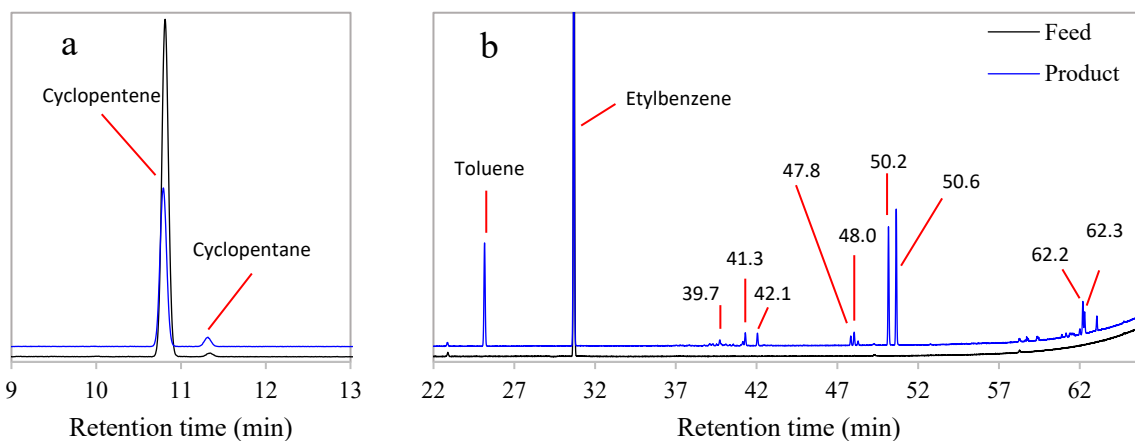 a
Cyclopentene
Cyclopentane
9 10 11 12 13
Retention time (min)
b
Feed
Product
Etylbenzene
Toluene
50.2
47.8
50.6
48.0
41.3
39.7
42.1
62.3
62.2
22 27 32 37 42 47 52 57 62
Retention time (min)